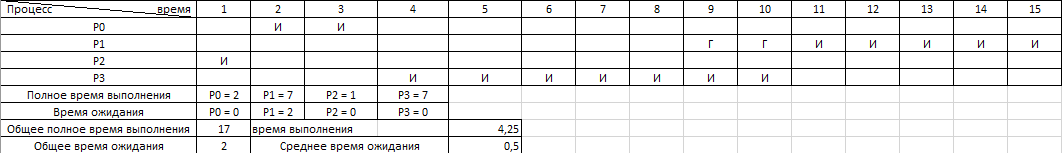 Процесс время 1 2 3 4 5 6 7 8 9 10 11 12 13 14 15
P0 И И
P1 Г Г И И И И И
P2 И
P3 И И И И И И И
Полное время выполнения P0 = 2 P1 = 7 P2 = 1 P3 = 7
Время ожидания P0 = 0 P1 = 2 P2 = 0 P3 = 0
Общее полное время выполнения 17 время выполнения 4,25
Общее время ожидания 2 Среднее время ожидания 0,5